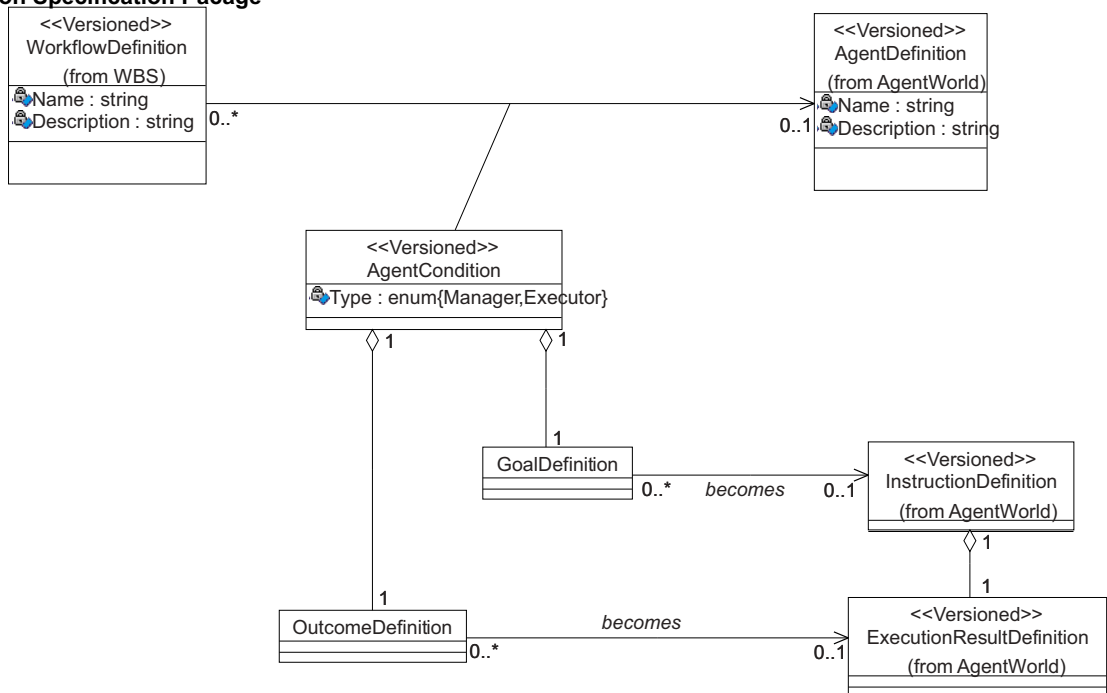 on Specification Pacage
<<Versioned>>
WorkflowDefinition
(from WBS)
Name : string
Description : string
0..*
<<Versioned>>
AgentDefinition
(from AgentWorld)
Name : string
Description : string
0..1
<<Versioned>>
AgentCondition
Type : enum{Manager,Executor}
1
1
1
GoalDefinition
0..*
becomes
0..1
<<Versioned>>
InstructionDefinition
(from AgentWorld)
1
1
1
OutcomeDefinition
0..*
becomes
0..1
<<Versioned>>
ExecutionResultDefinition
(from AgentWorld)